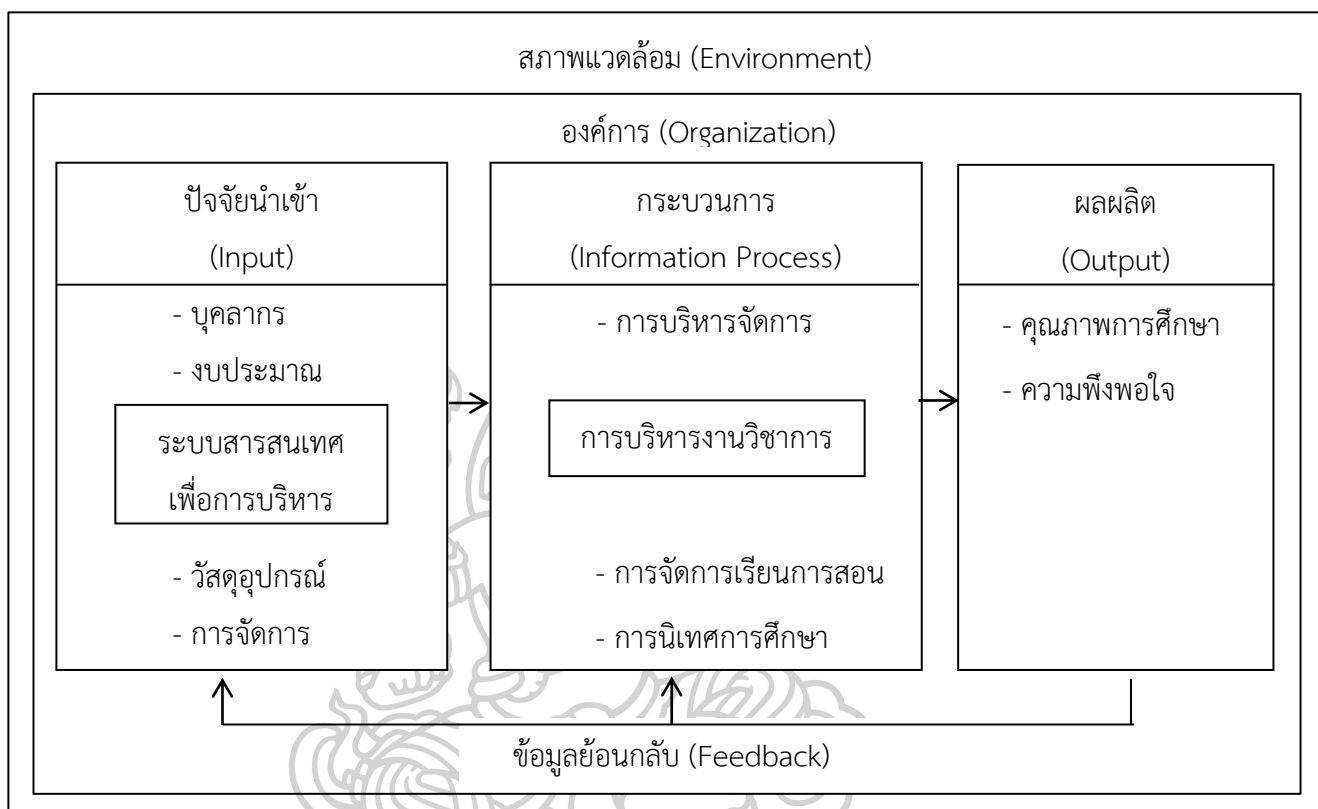 สภาพแวดล้อม (Environment)
องค์การ (Organization)
ปัจจัยนำเข้า
(Input)
- บุคลากร
- งบประมาณ
ระบบสารสนเทศ
เพื่อการบริหาร
- วัสดุอุปกรณ์
- การจัดการ
กระบวนการ
(Information Process)
- การบริหารจัดการ
การบริหารงานวิชาการ
- การจัดการเรียนการสอน
- การนิเทศการศึกษา
ผลผลิต
(Output)
- คุณภาพการศึกษา
- ความพึงพอใจ
ข้อมูลย้อนกลับ (Feedback)